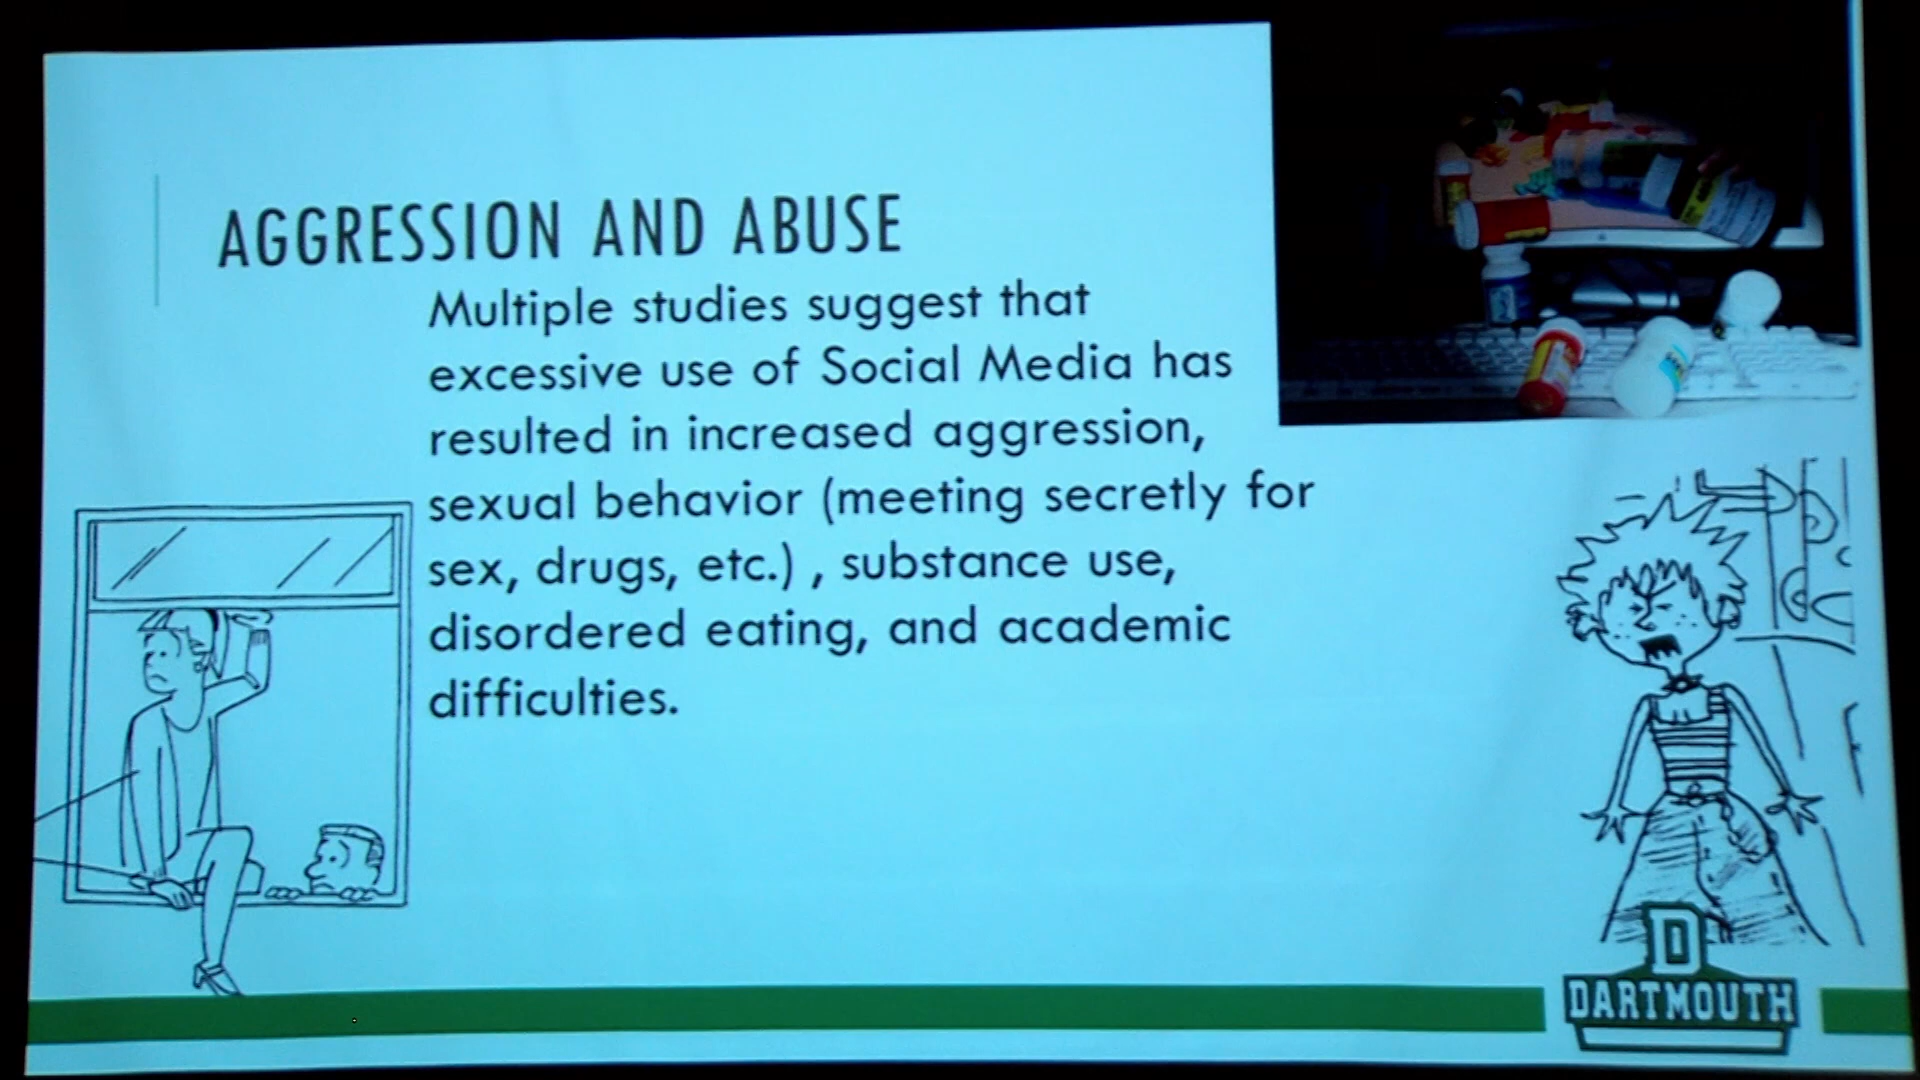 AGGRESSION AND ABUSE
Multiple studies suggest that
excessive use of Social Media has
resulted in increased aggression,
sexual behavior (meeting secretly for
sex, drugs, etc.) , substance use,
disordered eating, and academic
difficulties.
D
DARTMOUTH